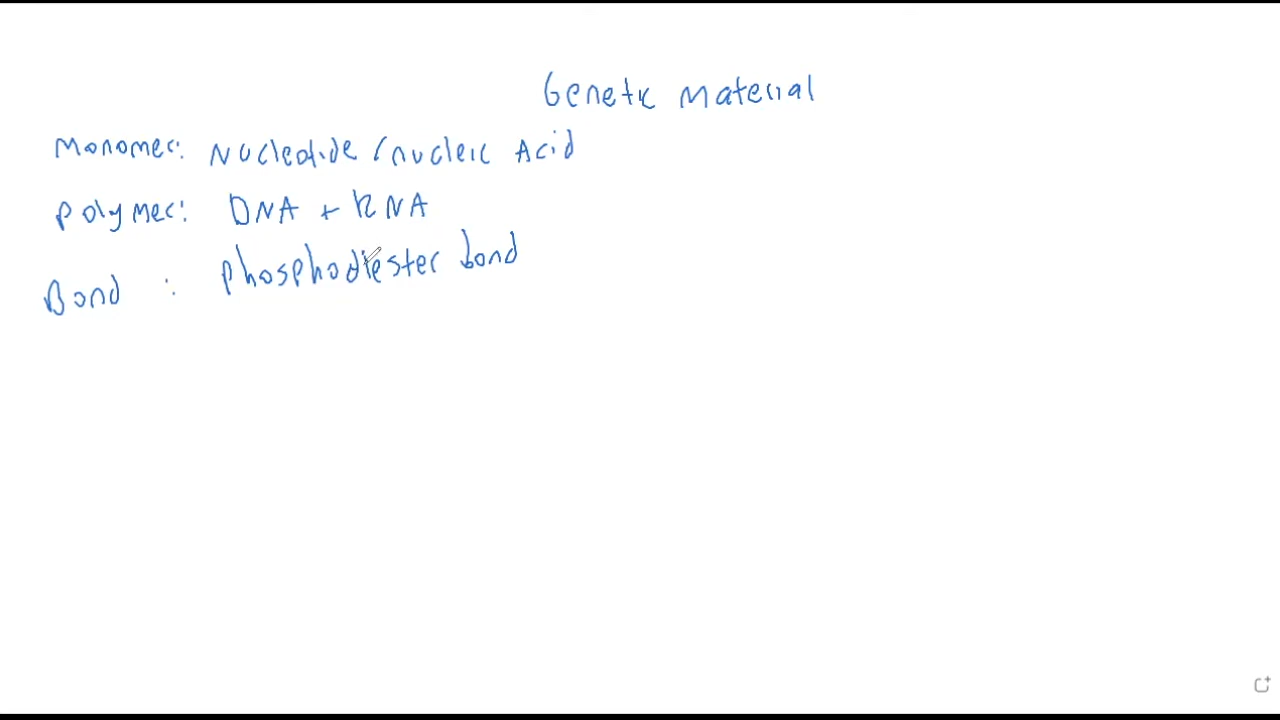 Genetic Material
Monomer: Nucleotide / nucleic Acid
Polymer: DNA + RNA
Bond : Phosphodiester bond